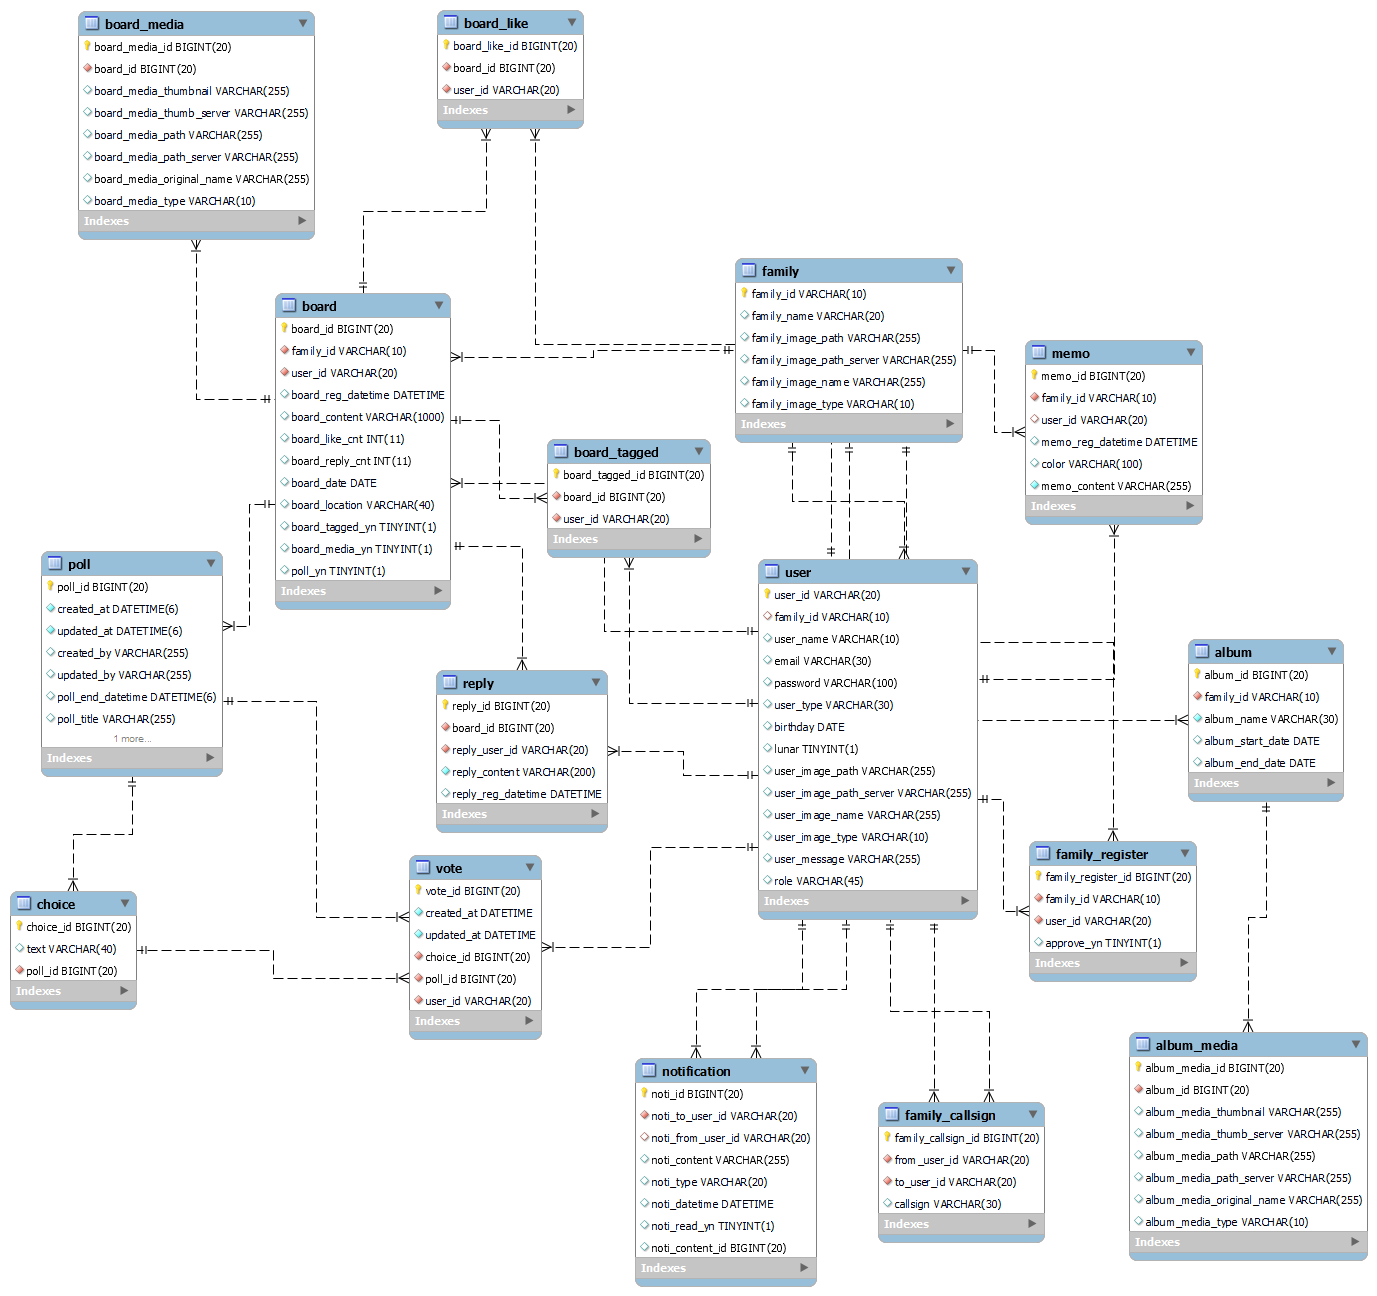 board_media
board_media_id BIGINT(20)
board_id BIGINT(20)
board_media_thumbnail VARCHAR(255)
board_media_thumb_server VARCHAR(255)
board_media_path VARCHAR(255)
board_media_path_server VARCHAR(255)
board_media_original_name VARCHAR(255)
board_media_type VARCHAR(10)
Indexes
board_like
board_like_id BIGINT(20)
board_id BIGINT(20)
user_id VARCHAR(20)
Indexes
board
board_id BIGINT(20)
family_id VARCHAR(10)
user_id VARCHAR(20)
board_reg_datetime DATETIME
board_content VARCHAR(1000)
board_like_cnt INT(11)
board_reply_cnt INT(11)
board_date DATE
board_location VARCHAR(40)
board_tagged_yn TINYINT(1)
board_media_yn TINYINT(1)
poll_yn TINYINT(1)
Indexes
family
family_id VARCHAR(10)
family_name VARCHAR(20)
family_image_path VARCHAR(255)
family_image_path_server VARCHAR(255)
family_image_name VARCHAR(255)
family_image_type VARCHAR(10)
Indexes
memo
memo_id BIGINT(20)
family_id VARCHAR(10)
user_id VARCHAR(20)
memo_reg_datetime DATETIME
color VARCHAR(100)
memo_content VARCHAR(255)
Indexes
board_tagged
board_tagged_id BIGINT(20)
board_id BIGINT(20)
user_id VARCHAR(20)
Indexes
poll
poll_id BIGINT(20)
created_at DATETIME(6)
updated_at DATETIME(6)
created_by VARCHAR(255)
updated_by VARCHAR(255)
poll_end_datetime DATETIME(6)
poll_title VARCHAR(255)
1 more...
Indexes
user
user_id VARCHAR(20)
family_id VARCHAR(10)
user_name VARCHAR(10)
email VARCHAR(30)
password VARCHAR(100)
user_type VARCHAR(30)
birthday DATE
lunar TINYINT(1)
user_image_path VARCHAR(255)
user_image_path_server VARCHAR(255)
user_image_name VARCHAR(255)
user_image_type VARCHAR(10)
user_message VARCHAR(255)
role VARCHAR(45)
Indexes
reply
reply_id BIGINT(20)
board_id BIGINT(20)
reply_user_id VARCHAR(20)
reply_content VARCHAR(200)
reply_reg_datetime DATETIME
Indexes
album
album_id BIGINT(20)
family_id VARCHAR(10)
album_name VARCHAR(30)
album_start_date DATE
album_end_date DATE
Indexes
vote
vote_id BIGINT(20)
created_at DATETIME
updated_at DATETIME
choice_id BIGINT(20)
poll_id BIGINT(20)
user_id VARCHAR(20)
Indexes
choice
choice_id BIGINT(20)
text VARCHAR(40)
poll_id BIGINT(20)
Indexes
family_register
family_register_id BIGINT(20)
family_id VARCHAR(10)
user_id VARCHAR(20)
approve_yn TINYINT(1)
Indexes
notification
noti_id BIGINT(20)
noti_to_user_id VARCHAR(20)
noti_from_user_id VARCHAR(20)
noti_content VARCHAR(255)
noti_type VARCHAR(20)
noti_datetime DATETIME
noti_read_yn TINYINT(1)
noti_content_id BIGINT(20)
Indexes
family_callsign
family_callsign_id BIGINT(20)
from_user_id VARCHAR(20)
to_user_id VARCHAR(20)
callsign VARCHAR(30)
Indexes
album_media
album_media_id BIGINT(20)
album_id BIGINT(20)
album_media_thumbnail VARCHAR(255)
album_media_thumb_server VARCHAR(255)
album_media_path VARCHAR(255)
album_media_path_server VARCHAR(255)
album_media_original_name VARCHAR(255)
album_media_type VARCHAR(10)
Indexes